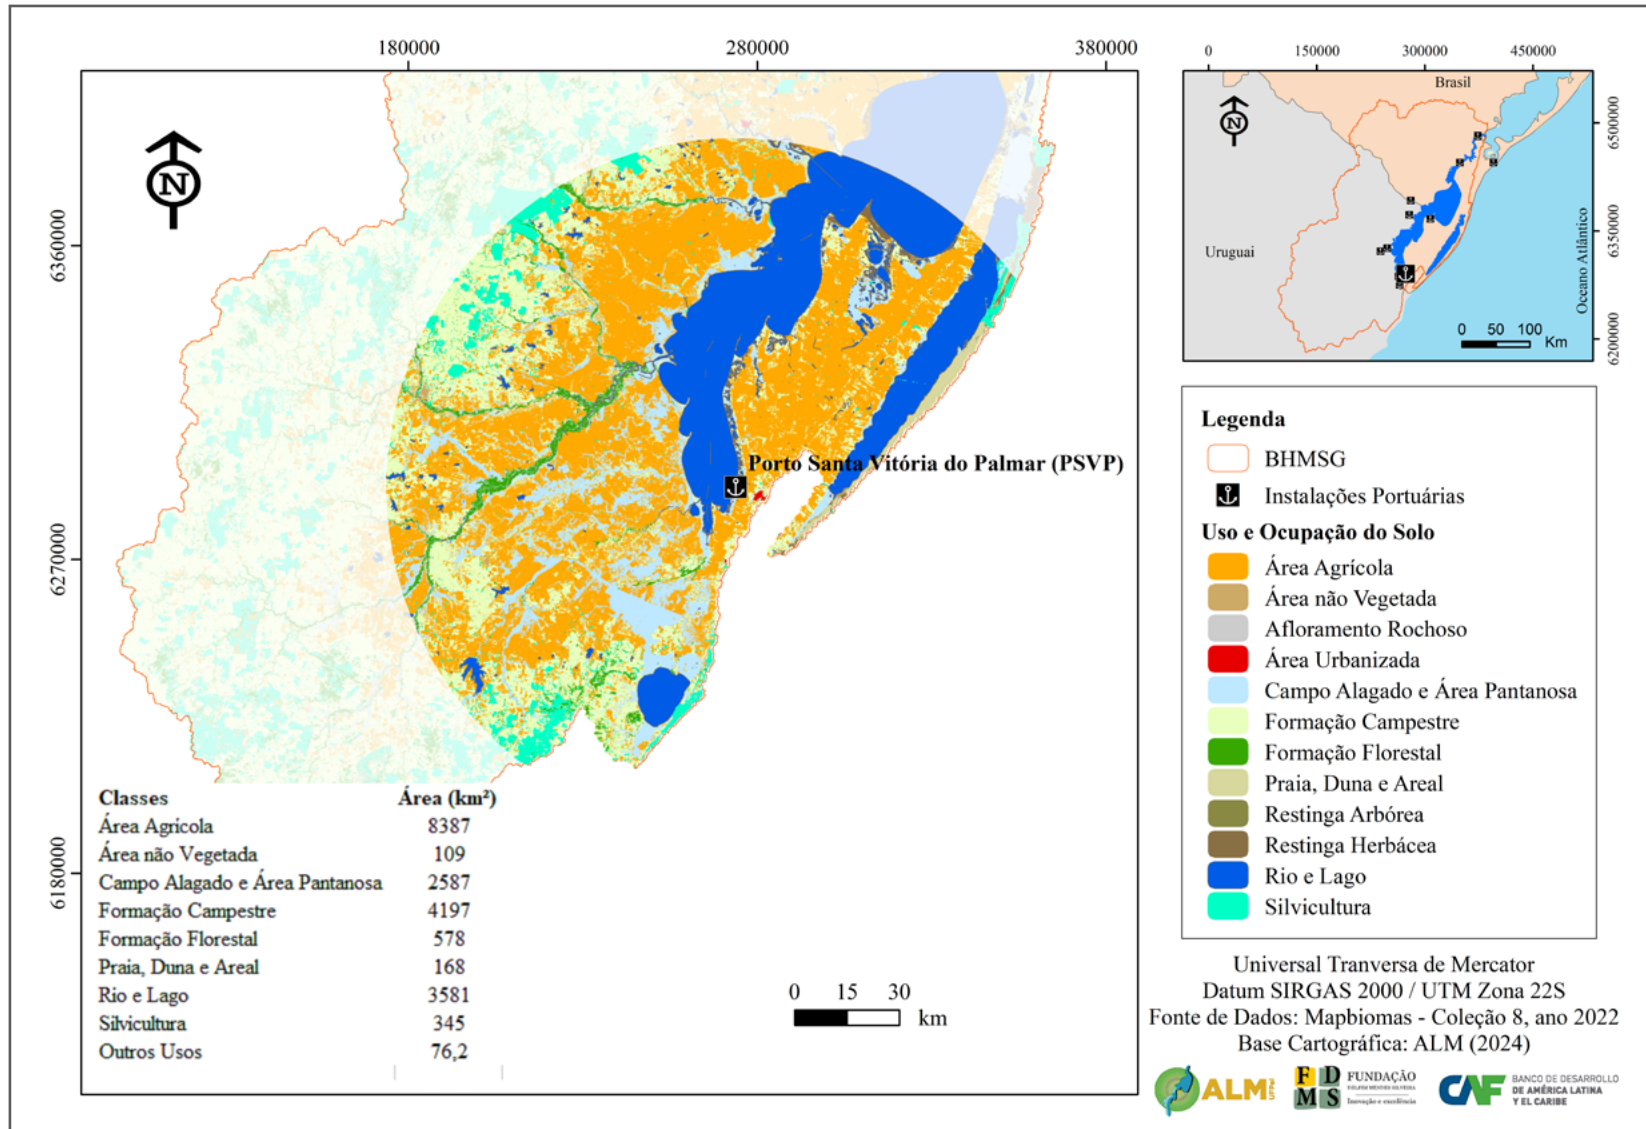 180000
280000
380000
6360000
6270000
6180000
N
Porto Santa Vitória do Palmar (PSVP)
Classes Área (km²)
Área Agrícola 8387
Área não Vegetada 109
Campo Alagado e Área Pantanosa 2587
Formação Campestre 4197
Formação Florestal 578
Praia, Duna e Areal 168
Rio e Lago 3581
Silvicultura 345
Outros Usos 76,2
0 15 30
km
0 150000 300000 450000
6500000
6350000
6200000
N
Brasil
Uruguai
Oceano Atlântico
0 50 100
Km
Legenda
BHMSG
Instalações Portuárias
Uso e Ocupação do Solo
Área Agrícola
Área não Vegetada
Afloramento Rochoso
Área Urbanizada
Campo Alagado e Área Pantanosa
Formação Campestre
Formação Florestal
Praia, Duna e Areal
Restinga Arbórea
Restinga Herbácea
Rio e Lago
Silvicultura
Universal Tranversa de Mercator
Datum SIRGAS 2000 / UTM Zona 22S
Fonte de Dados: Mapbiomas - Coleção 8, ano 2022
Base Cartográfica: ALM (2024)
ALM
FDMS
FUNDAÇÃO
DELFIM MENDES SILVEIRA
Inovação e excelência
CAF
BANCO DE DESARROLLO
DE AMÉRICA LATINA
Y EL CARIBE